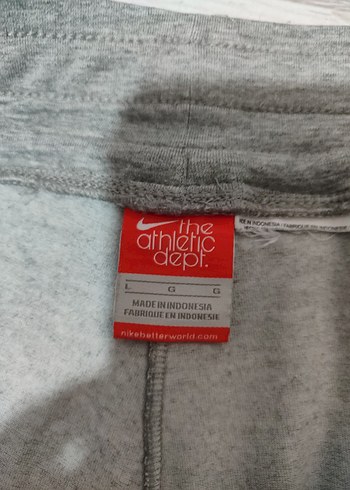 the
athletic
dept.
L G G
MADE IN INDONESIA
FABRIQUE EN INDONESIE
nikebetterworld.com